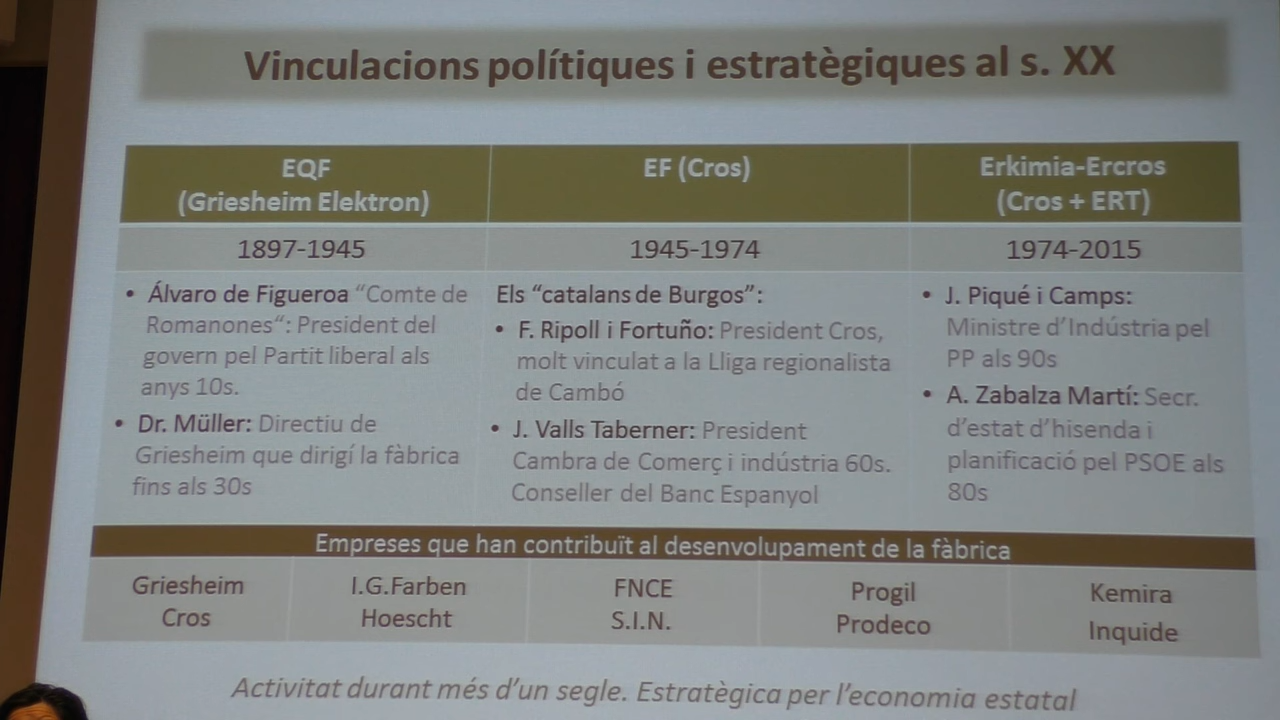 Vinculacions polítiques i estratègiques al s. XX
EQF
(Griesheim Elektron)
EF (Cros)
Erkimia-Ercros
(Cros + ERT)
1897-1945
1945-1974
1974-2015
• Álvaro de Figueroa “Comte de
Romanones“: President del
govern pel Partit liberal als
anys 10s.
• Dr. Müller: Directiu de
Griesheim que dirigí la fàbrica
fins als 30s
Els “catalans de Burgos”:
• F. Ripoll i Fortuño: President Cros,
molt vinculat a la Lliga regionalista
de Cambó
• J. Valls Taberner: President
Cambra de Comerç i indústria 60s.
Conseller del Banc Espanyol
• J. Piqué i Camps:
Ministre d’Indústria pel
PP als 90s
• A. Zabalza Martí: Secr.
d’estat d’hisenda i
planificació pel PSOE als
80s
Empreses que han contribuït al desenvolupament de la fàbrica
Griesheim
Cros
I.G.Farben
Hoescht
FNCE
S.I.N.
Progil
Prodeco
Kemira
Inquide
Activitat durant més d’un segle. Estratègica per l’economia estatal